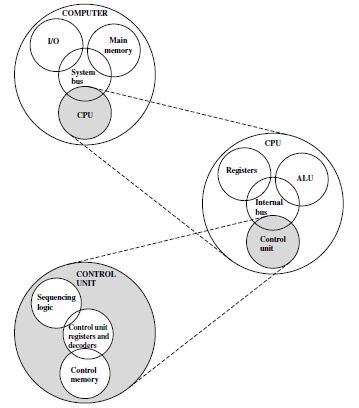 COMPUTER
I/O
Main
memory
System
bus
CPU
CPU
Registers
ALU
Internal
bus
Control
unit
CONTROL
UNIT
Sequencing
logic
Control unit
registers and
decoders
Control
memory